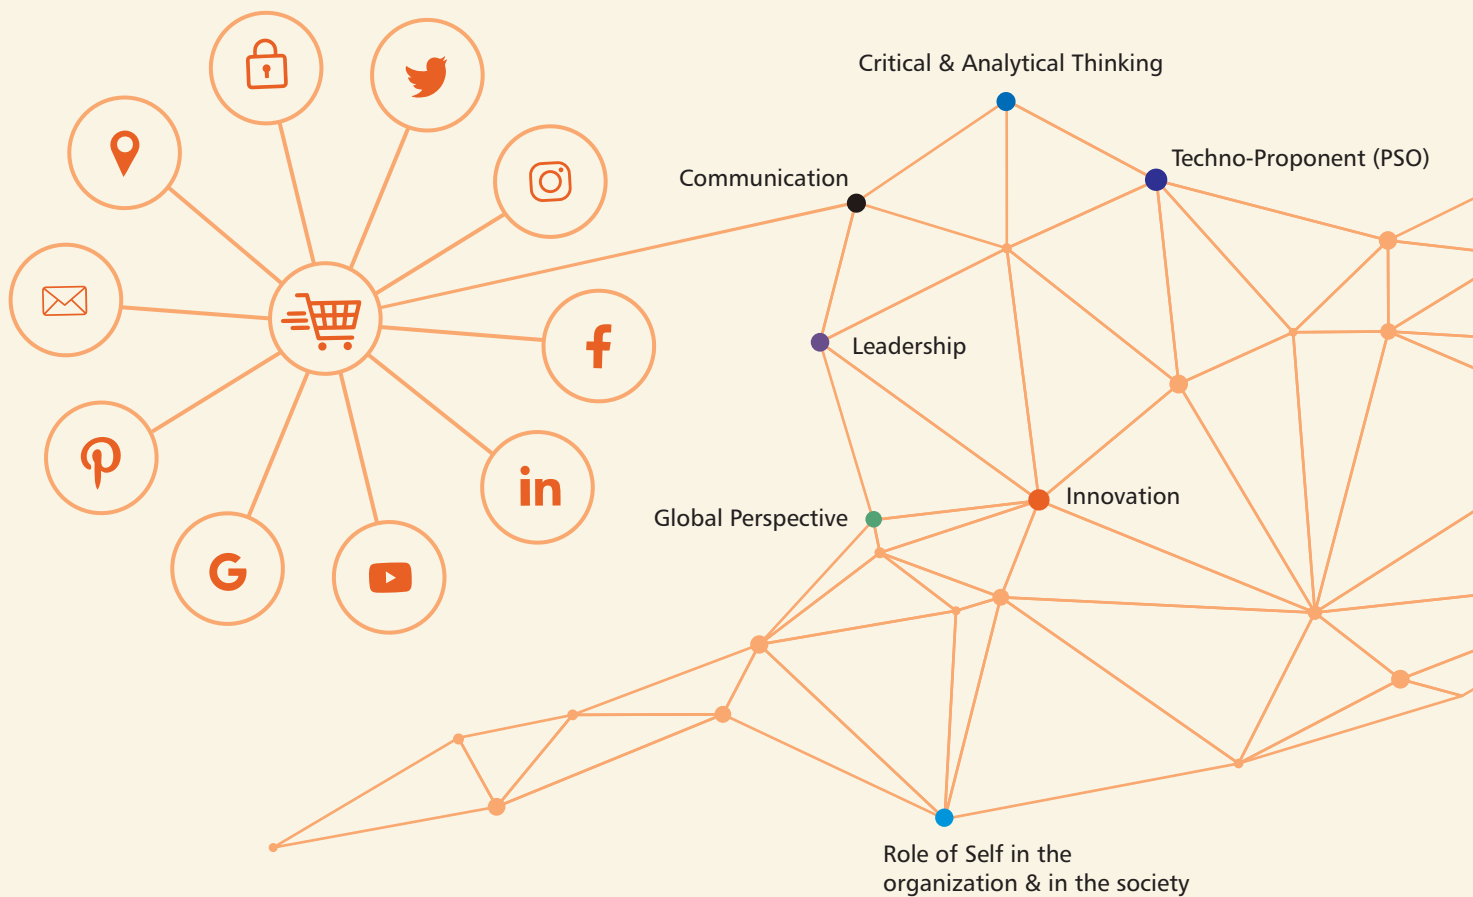 Critical & Analytical Thinking
Techno-Proponent (PSO)
Communication
Leadership
Innovation
Global Perspective
Role of Self in the
organization & in the society